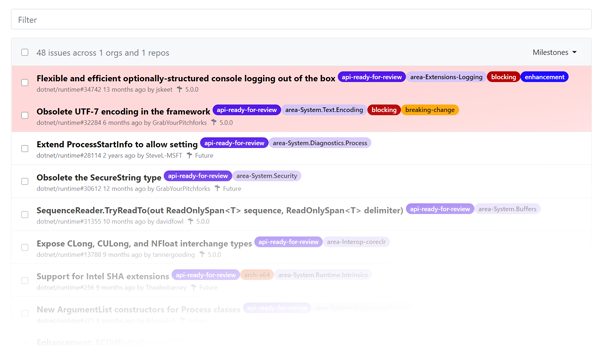 Filter
48 issues across 1 orgs and 1 repos Milestones
Flexible and efficient optionally-structured console logging out of the box api-ready-for-review area-Extensions-Logging blocking enhancement
dotnet/runtime#34742 13 months ago by jskeet 5.0.0
Obsolete UTF-7 encoding in the framework api-ready-for-review area-System.Text.Encoding blocking breaking-change
dotnet/runtime#32284 6 months ago by GrabYourPitchforks 5.0.0
Extend ProcessStartInfo to allow setting api-ready-for-review area-System.Diagnostics.Process
dotnet/runtime#28114 2 years ago by SteveL-MSFT Future
Obsolete the SecureString type api-ready-for-review area-System.Security
dotnet/runtime#30612 12 months ago by GrabYourPitchforks Future
SequenceReader.TryReadTo(out ReadOnlySpan<T> sequence, ReadOnlySpan<T> delimiter) api-ready-for-review area-System.Buffers
dotnet/runtime#31355 10 months ago by davidfowl 5.0.0
Expose CLong, CULong, and NFloat interchange types api-ready-for-review area-Interop-coreclr
dotnet/runtime#13788 9 months ago by tannergooding 5.0.0
Support for Intel SHA extensions api-ready-for-review arch-x64 area-System.Runtime.Intrinsics
9 months ago by Future
New ArgumentList constructors for Process classes api-ready-for-review